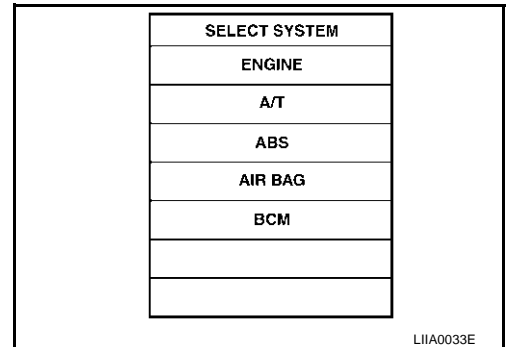 SELECT SYSTEM
ENGINE
A/T
ABS
AIR BAG
BCM
LIIA0033E